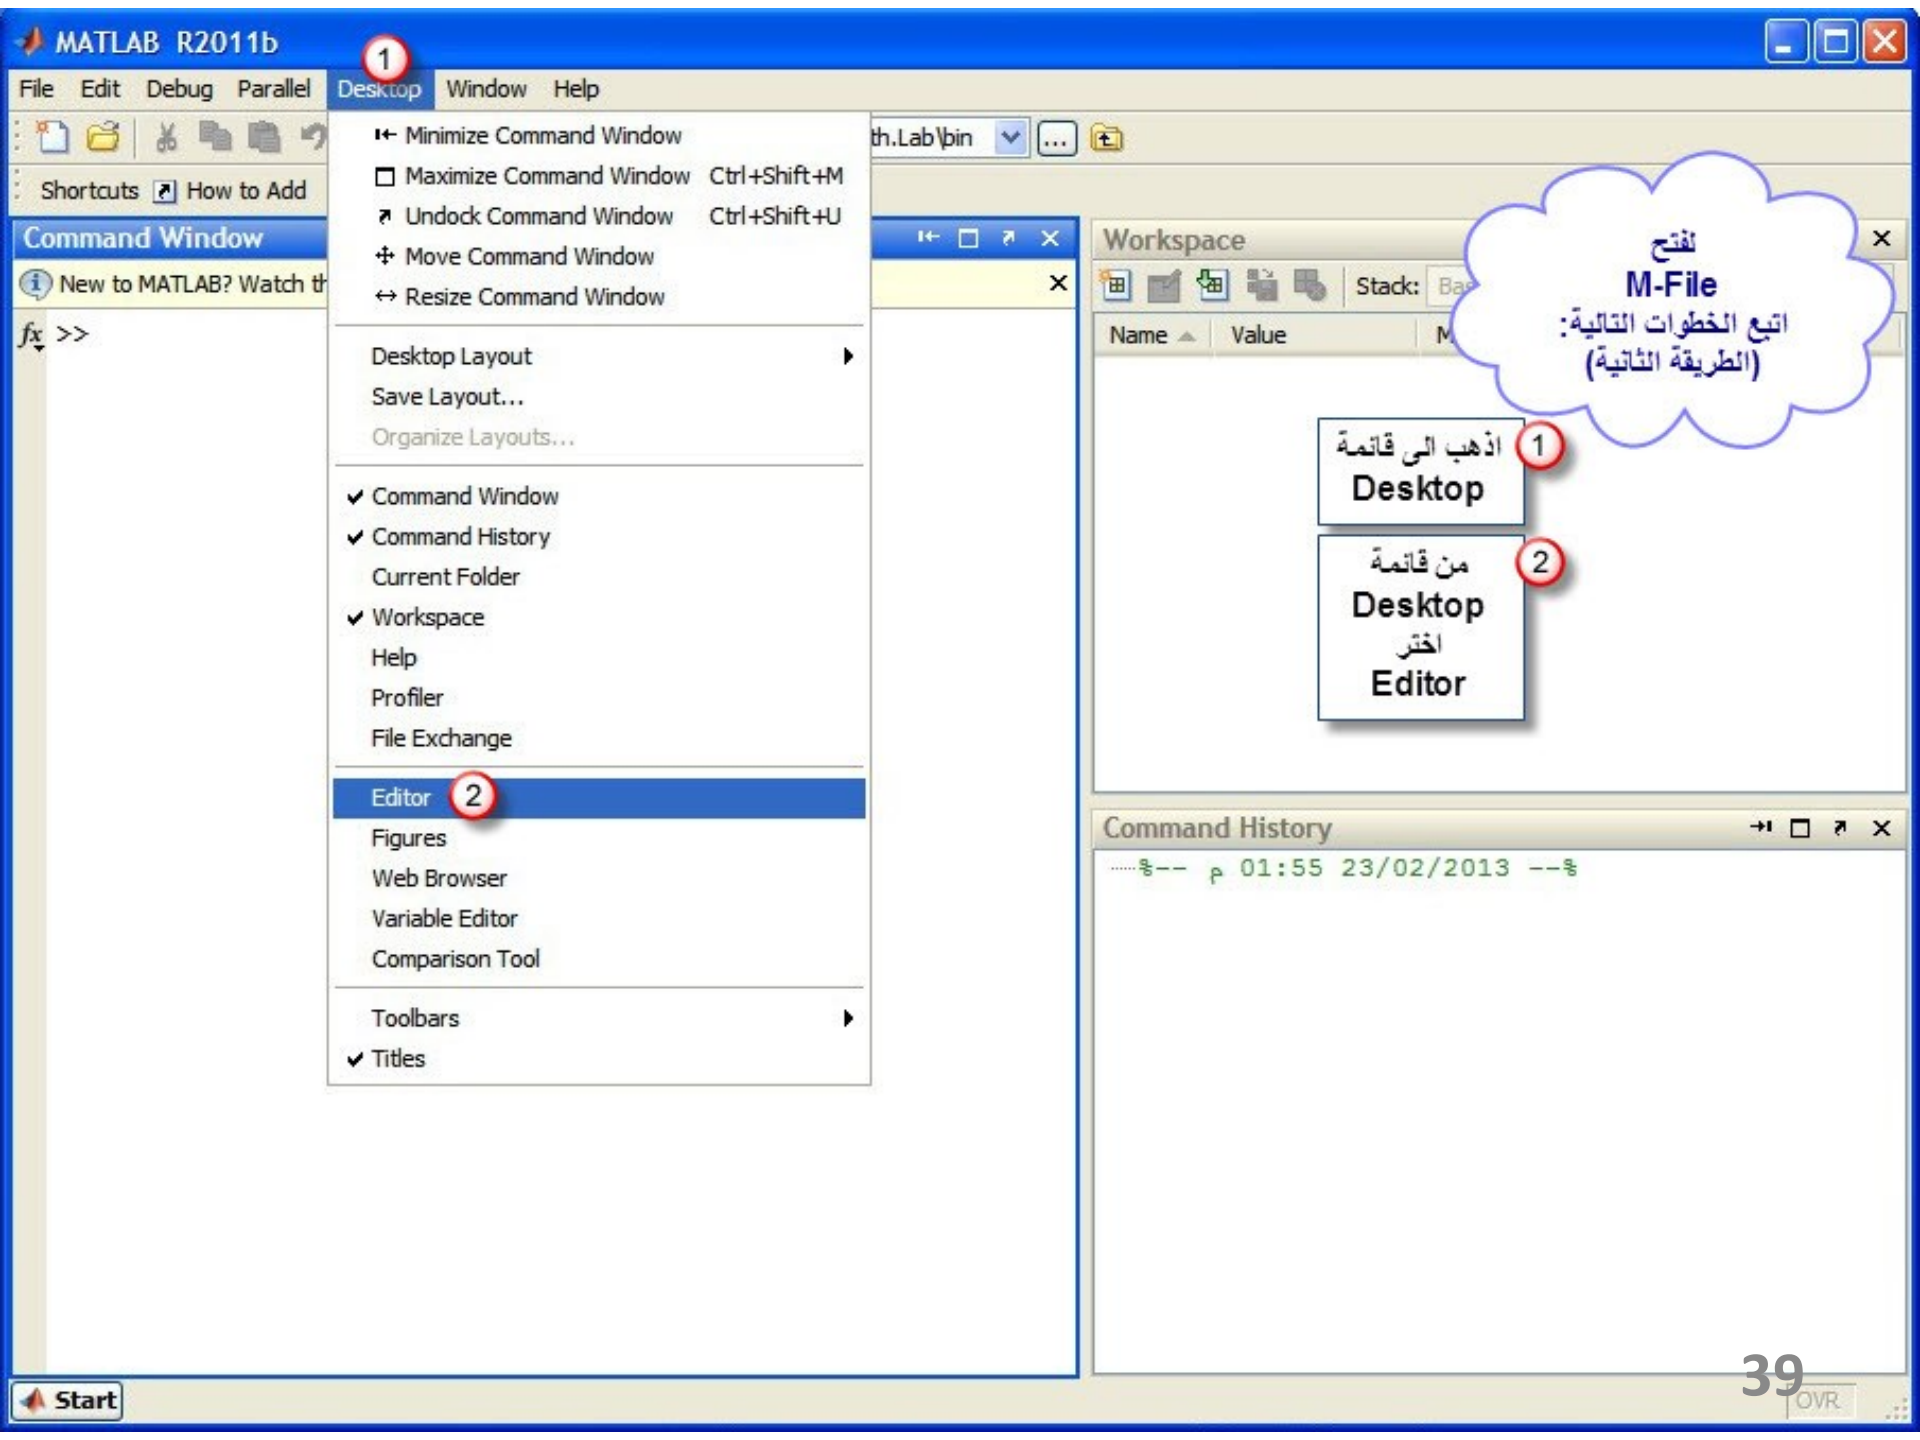 MATLAB R2011b
1
File Edit Debug Parallel Desktop Window Help
th.Lab\bin
Shortcuts How to Add
Minimize Command Window
Maximize Command Window Ctrl+Shift+M
Undock Command Window Ctrl+Shift+U
Move Command Window
Resize Command Window
Desktop Layout
Save Layout...
Organize Layouts...
Command Window
Command History
Current Folder
Workspace
Help
Profiler
File Exchange
Editor 2
Figures
Web Browser
Variable Editor
Comparison Tool
Toolbars
Titles
Command Window
New to MATLAB? Watch th
fx >>
Workspace
Stack:
Name Value
لفتح
M-File
اتبع الخطوات التالية:
(الطريقة الثانية)
1 اذهب الى قائمة
Desktop
2 من قائمة
Desktop
اختر
Editor
Command History
%-- م 01:55 23/02/2013 --%
Start
39
OVR